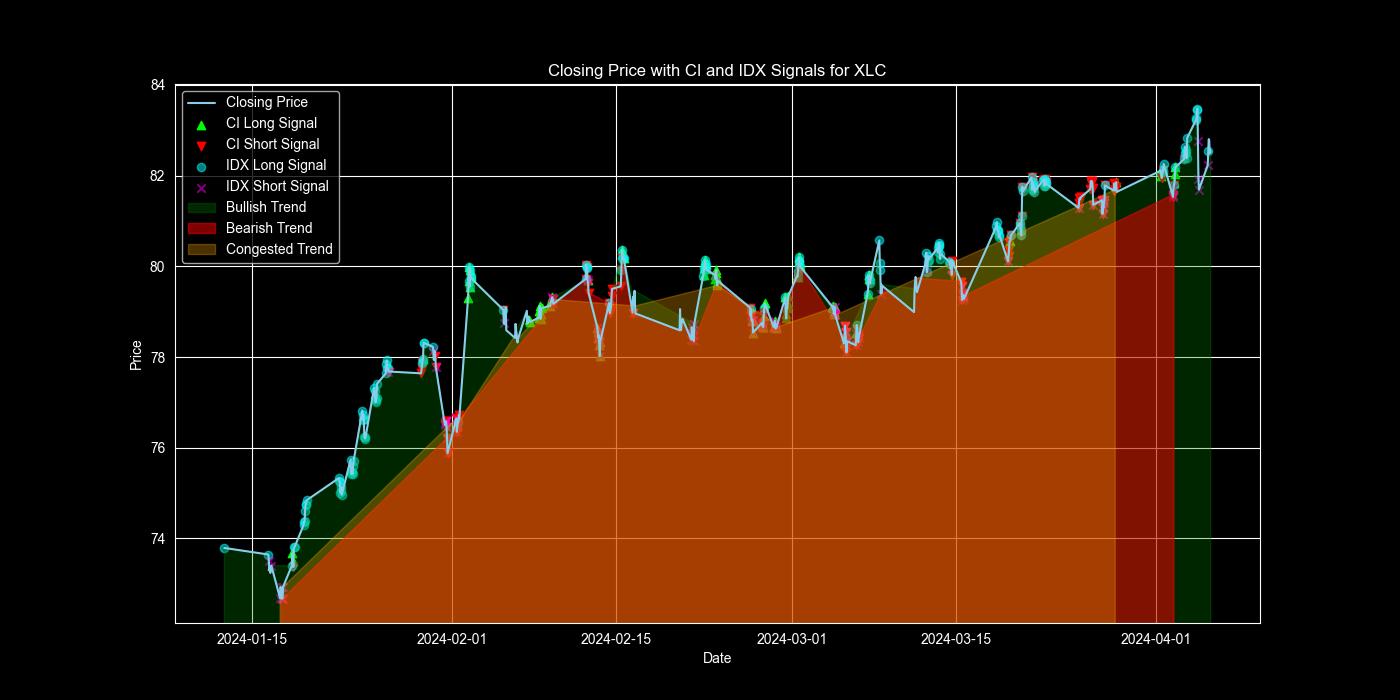 Closing Price with CI and IDX Signals for XLC
84
82
80
78
76
74
Price
Closing Price
CI Long Signal
CI Short Signal
IDX Long Signal
IDX Short Signal
Bullish Trend
Bearish Trend
Congested Trend
2024-01-15
2024-02-01
2024-02-15
2024-03-01
2024-03-15
2024-04-01
Date